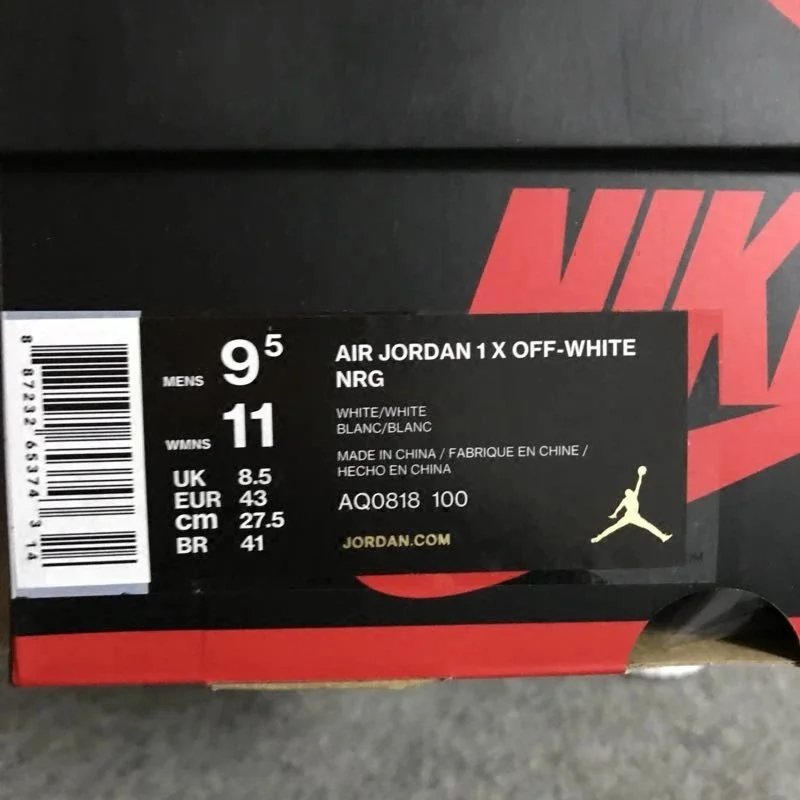 NIK
8 87232 65374 3 14
MENS 9⁵
WMNS 11
UK 8.5
EUR 43
cm 27.5
BR 41
AIR JORDAN 1 X OFF-WHITE
NRG
WHITE/WHITE
BLANC/BLANC
MADE IN CHINA / FABRIQUE EN CHINE /
HECHO EN CHINA
AQ0818 100
JORDAN.COM